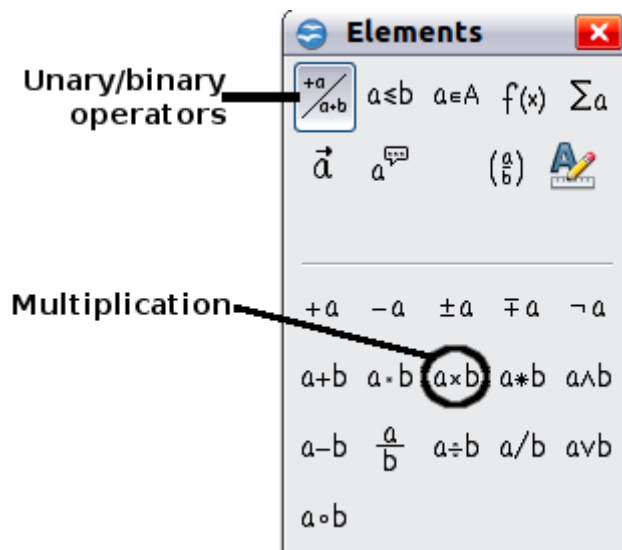 Elements
Unary/binary
operators
+a/a+b a≤b a∈A f(x) Σa
a⃗ a (a/b)
Multiplication
+a −a ±a ∓a ¬a
a+b a·b a×b a∗b a∧b
a−b a/b a÷b a/b a∨b
a∘b